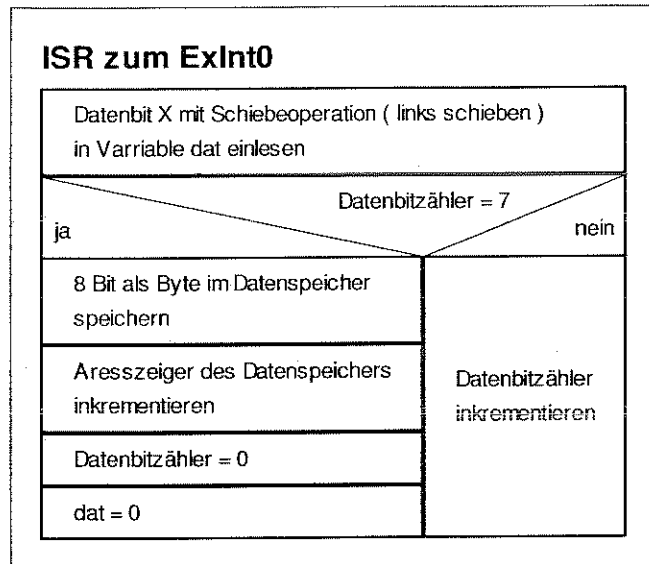 ISR zum ExInt0
Datenbit X mit Schiebeoperation ( links schieben )
in Varriable dat einlesen
Datenbitzähler = 7
ja
nein
8 Bit als Byte im Datenspeicher
speichern
Aresszeiger des Datenspeichers
inkrementieren
Datenbitzähler
inkrementieren
Datenbitzähler = 0
dat = 0